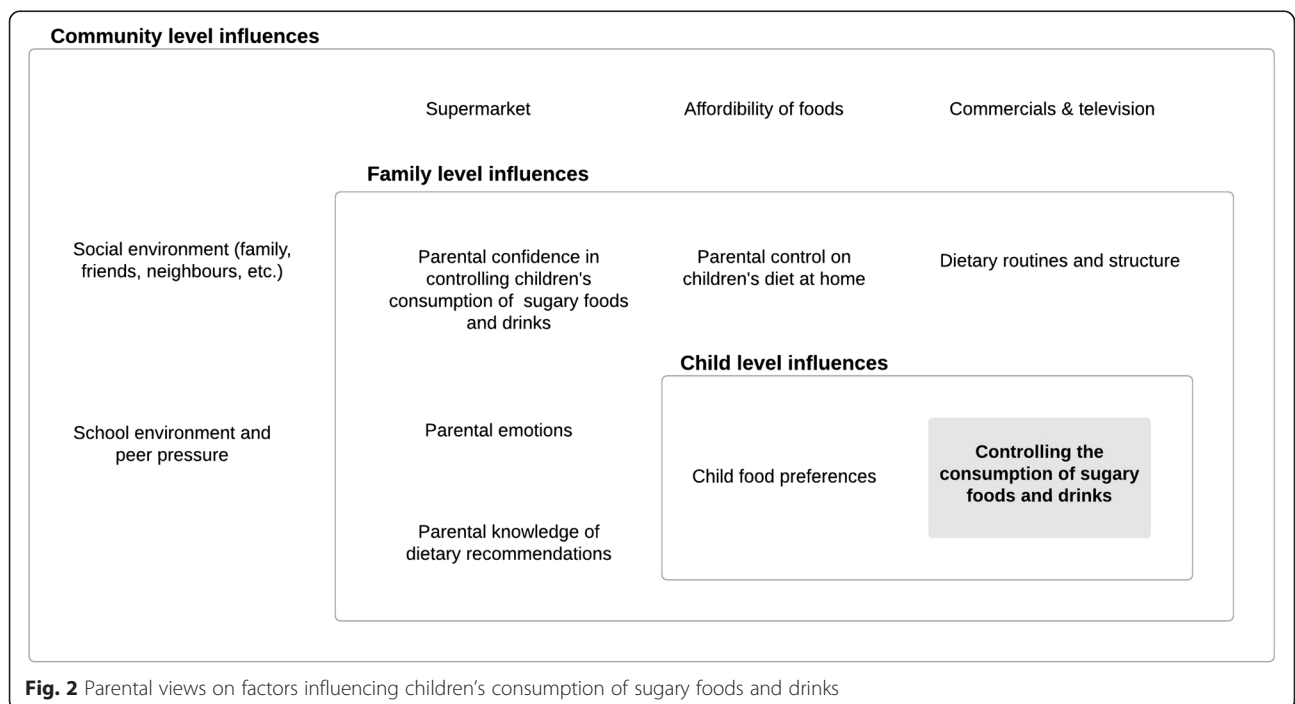 Community level influences
Supermarket
Affordibility of foods
Commercials & television
Family level influences
Social environment (family,
friends, neighbours, etc.)
Parental confidence in
controlling children's
consumption of sugary foods
and drinks
Parental control on
children's diet at home
Dietary routines and structure
Child level influences
School environment and
peer pressure
Parental emotions
Child food preferences
Controlling the
consumption of sugary
foods and drinks
Parental knowledge of
dietary recommendations
Fig. 2 Parental views on factors influencing children’s consumption of sugary foods and drinks